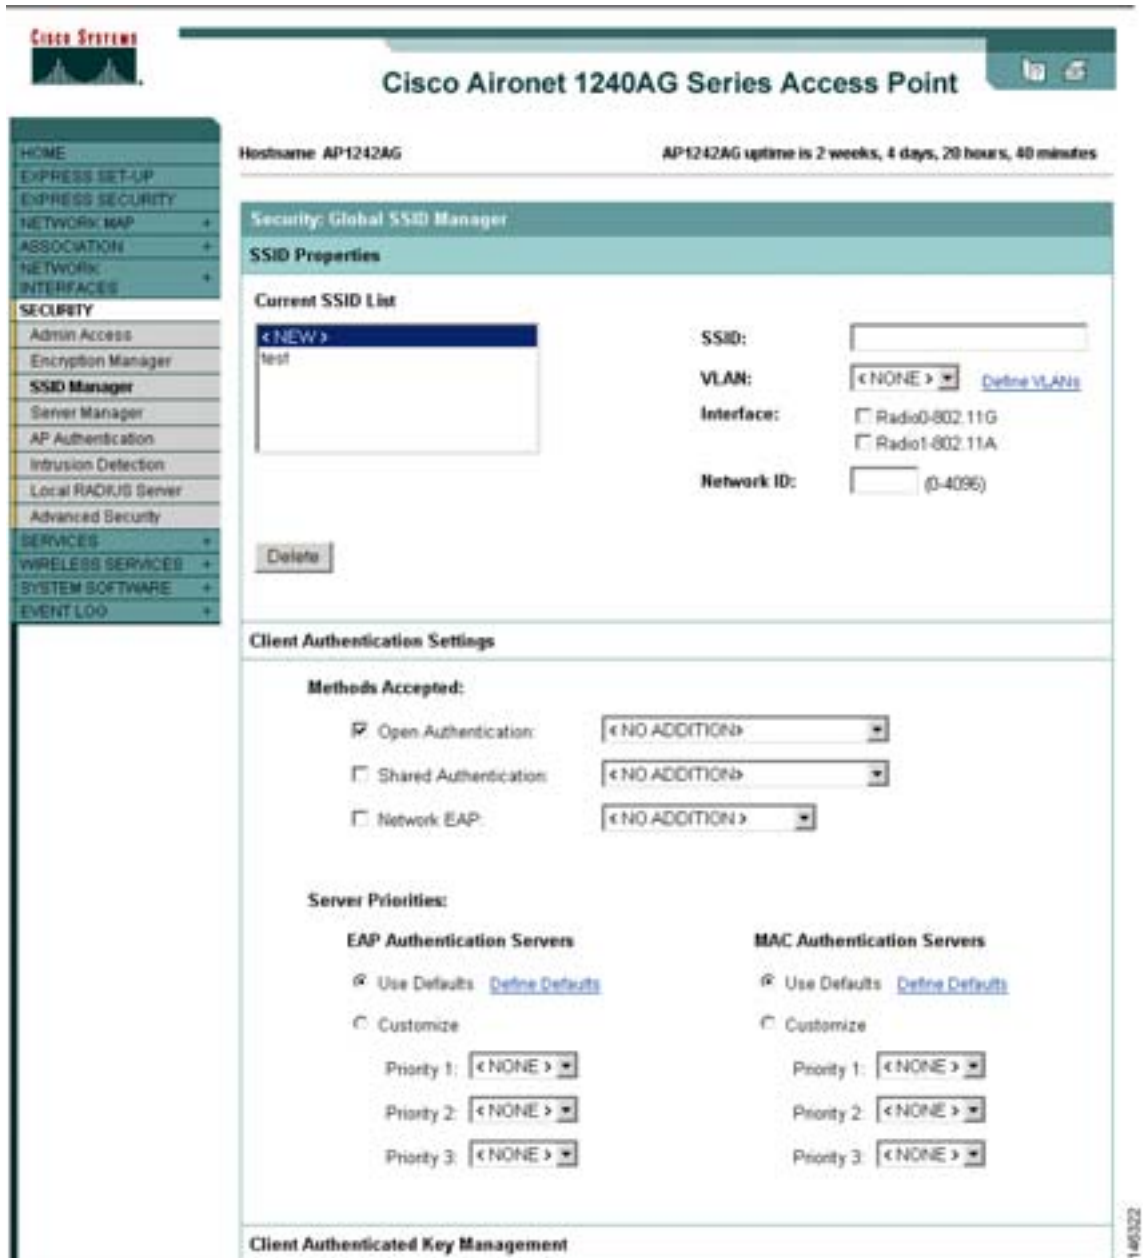 CISCO SYSTEMS
Cisco Aironet 1240AG Series Access Point
HOME
EXPRESS SET-UP
EXPRESS SECURITY
NETWORK MAP +
ASSOCIATION +
NETWORK
INTERFACES +
SECURITY
Admin Access
Encryption Manager
SSID Manager
Server Manager
AP Authentication
Intrusion Detection
Local RADIUS Server
Advanced Security
SERVICES +
WIRELESS SERVICES +
SYSTEM SOFTWARE +
EVENT LOG +
Hostname AP1242AG
AP1242AG uptime is 2 weeks, 4 days, 20 hours, 40 minutes
Security: Global SSID Manager
SSID Properties
Current SSID List
< NEW >
test
SSID:
VLAN: < NONE > Define VLANs
Interface: Radio0-802.11G
Radio1-802.11A
Network ID: (0-4096)
Delete
Client Authentication Settings
Methods Accepted:
Open Authentication: < NO ADDITION>
Shared Authentication: < NO ADDITION>
Network EAP: < NO ADDITION >
Server Priorities:
EAP Authentication Servers
Use Defaults Define Defaults
Customize
Priority 1: < NONE >
Priority 2: < NONE >
Priority 3: < NONE >
MAC Authentication Servers
Use Defaults Define Defaults
Customize
Priority 1: < NONE >
Priority 2: < NONE >
Priority 3: < NONE >
Client Authenticated Key Management
146322